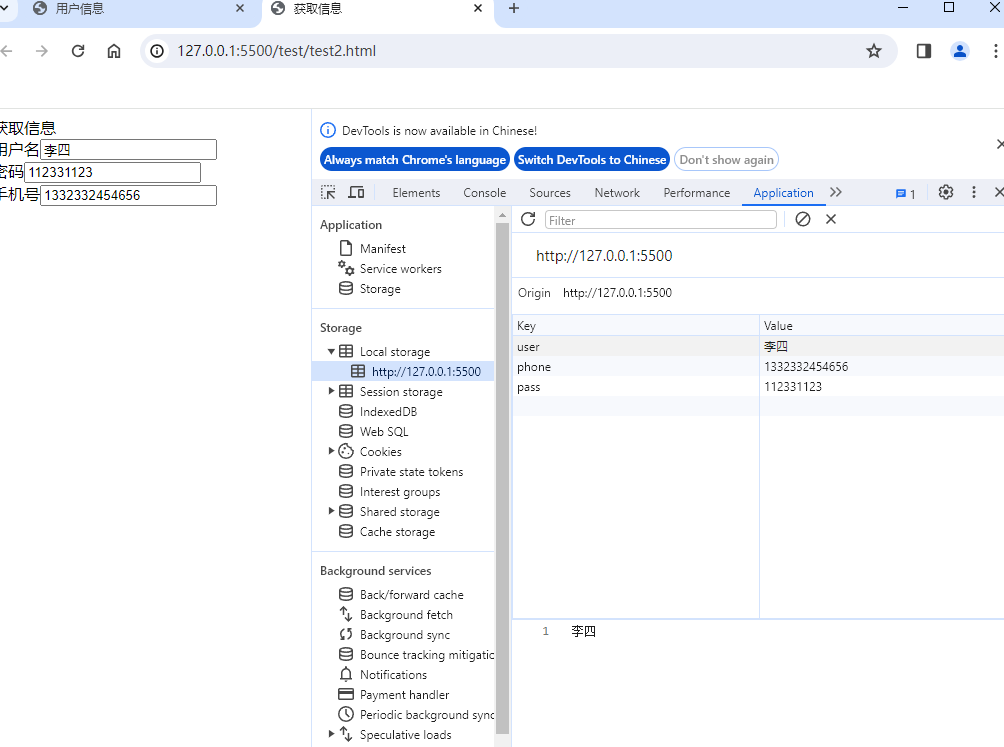 用户信息
获取信息
127.0.0.1:5500/test/test2.html
获取信息
用户名 李四
密码 112331123
手机号 1332332454656
DevTools is now available in Chinese!
Always match Chrome's language Switch DevTools to Chinese Don't show again
Elements Console Sources Network Performance Application 1
Filter
Application
Manifest
Service workers
Storage
Storage
Local storage
http://127.0.0.1:5500
Session storage
IndexedDB
Web SQL
Cookies
Private state tokens
Interest groups
Shared storage
Cache storage
Background services
Back/forward cache
Background fetch
Background sync
Bounce tracking mitigatic
Notifications
Payment handler
Periodic background sync
Speculative loads
http://127.0.0.1:5500
Origin http://127.0.0.1:5500
Key Value
user 李四
phone 1332332454656
pass 112331123
1 李四